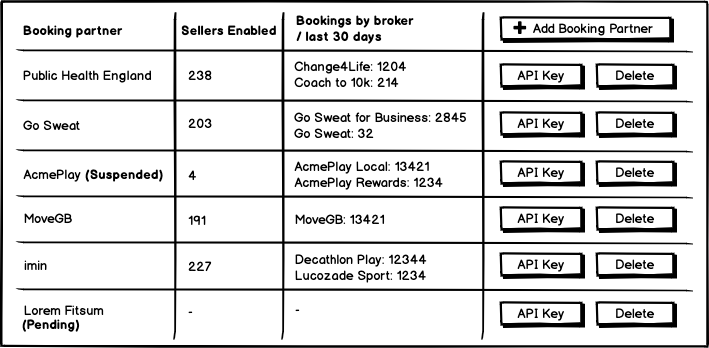 Booking partner
Sellers Enabled
Bookings by broker
/ last 30 days
+ Add Booking Partner
Public Health England
238
Change4Life: 1204
Coach to 10k: 214
API Key
Delete
Go Sweat
203
Go Sweat for Business: 2845
Go Sweat: 32
API Key
Delete
AcmePlay (Suspended)
4
AcmePlay Local: 13421
AcmePlay Rewards: 1234
API Key
Delete
MoveGB
191
MoveGB: 13421
API Key
Delete
imin
227
Decathlon Play: 12344
Lucozade Sport: 1234
API Key
Delete
Lorem Fitsum
(Pending)
-
-
API Key
Delete